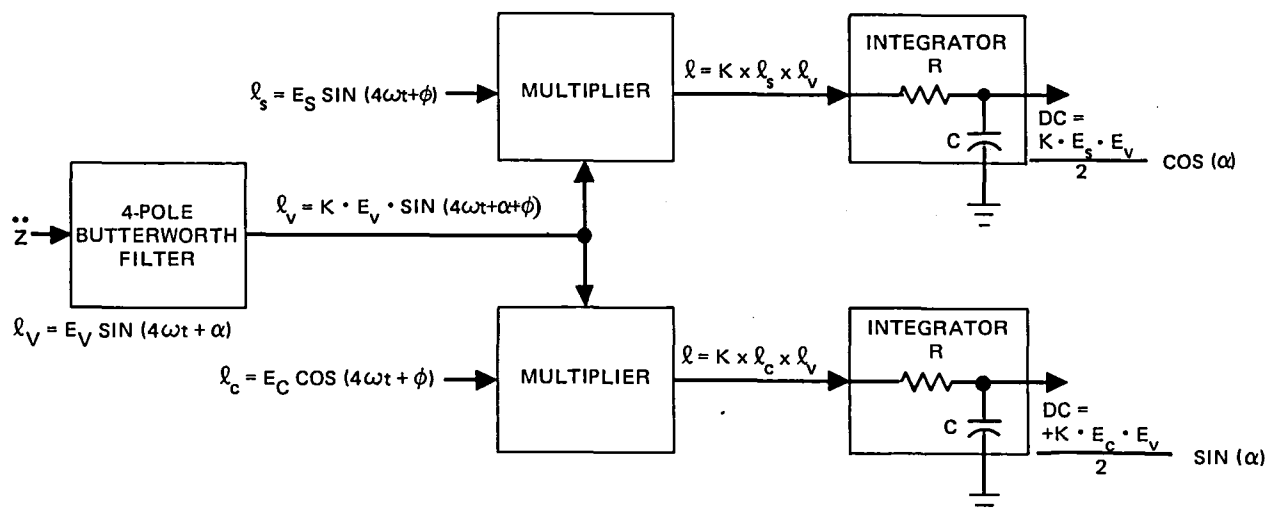 INTEGRATOR
R
ℓs = ES SIN (4ωt+ϕ)
MULTIPLIER
ℓ = K x ℓs x ℓv
C
DC =
K · Es · Ev
2
COS (α)
z̈
4-POLE
BUTTERWORTH
FILTER
ℓv = K · Ev · SIN (4ωt+α+ϕ)
ℓV = EV SIN (4ωt + α)
INTEGRATOR
R
ℓc = EC COS (4ωt + ϕ)
MULTIPLIER
ℓ = K x ℓc x ℓv
C
DC =
+K · Ec · Ev
2
SIN (α)